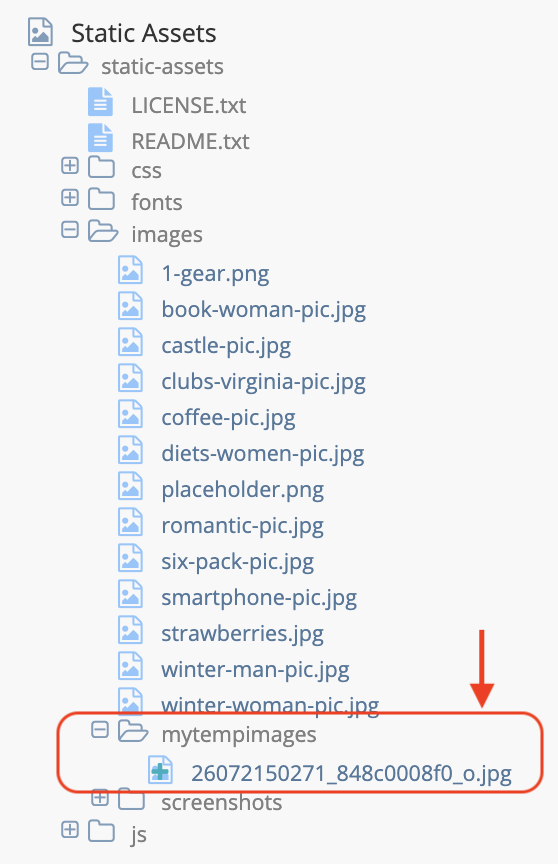 Static Assets
static-assets
LICENSE.txt
README.txt
css
fonts
images
1-gear.png
book-woman-pic.jpg
castle-pic.jpg
clubs-virginia-pic.jpg
coffee-pic.jpg
diets-women-pic.jpg
placeholder.png
romantic-pic.jpg
six-pack-pic.jpg
smartphone-pic.jpg
strawberries.jpg
winter-man-pic.jpg
winter-woman-pic.jpg
mytempimages
26072150271_848c0008f0_o.jpg
screenshots
js